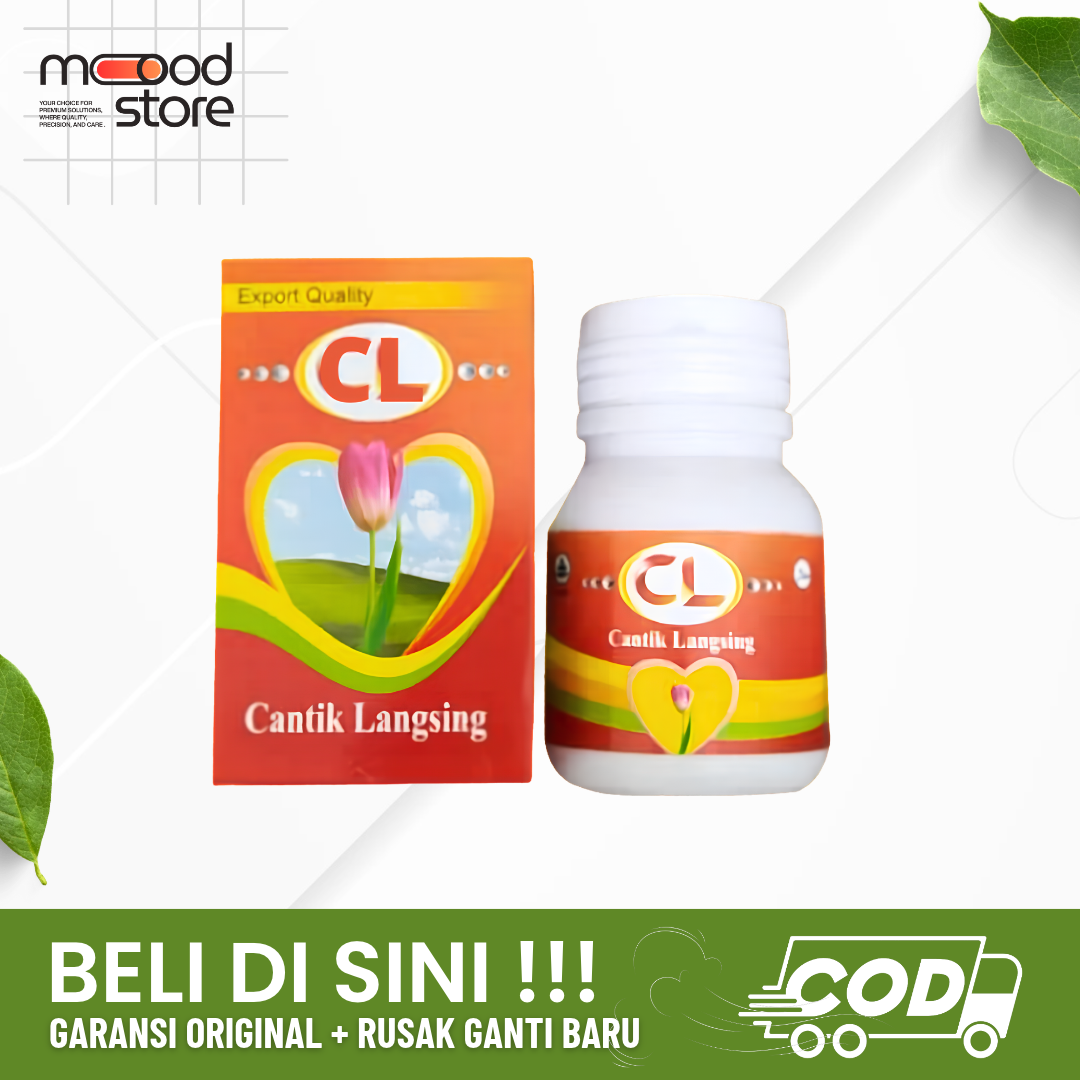 mood
store
YOUR CHOICE FOR
PREMIUM SOLUTIONS,
WHERE QUALITY,
PRECISION, AND CARE.
Export Quality
CL
Cantik Langsing
CL
Cantik Langsing
BELI DI SINI !!!
GARANSI ORIGINAL + RUSAK GANTI BARU
COD